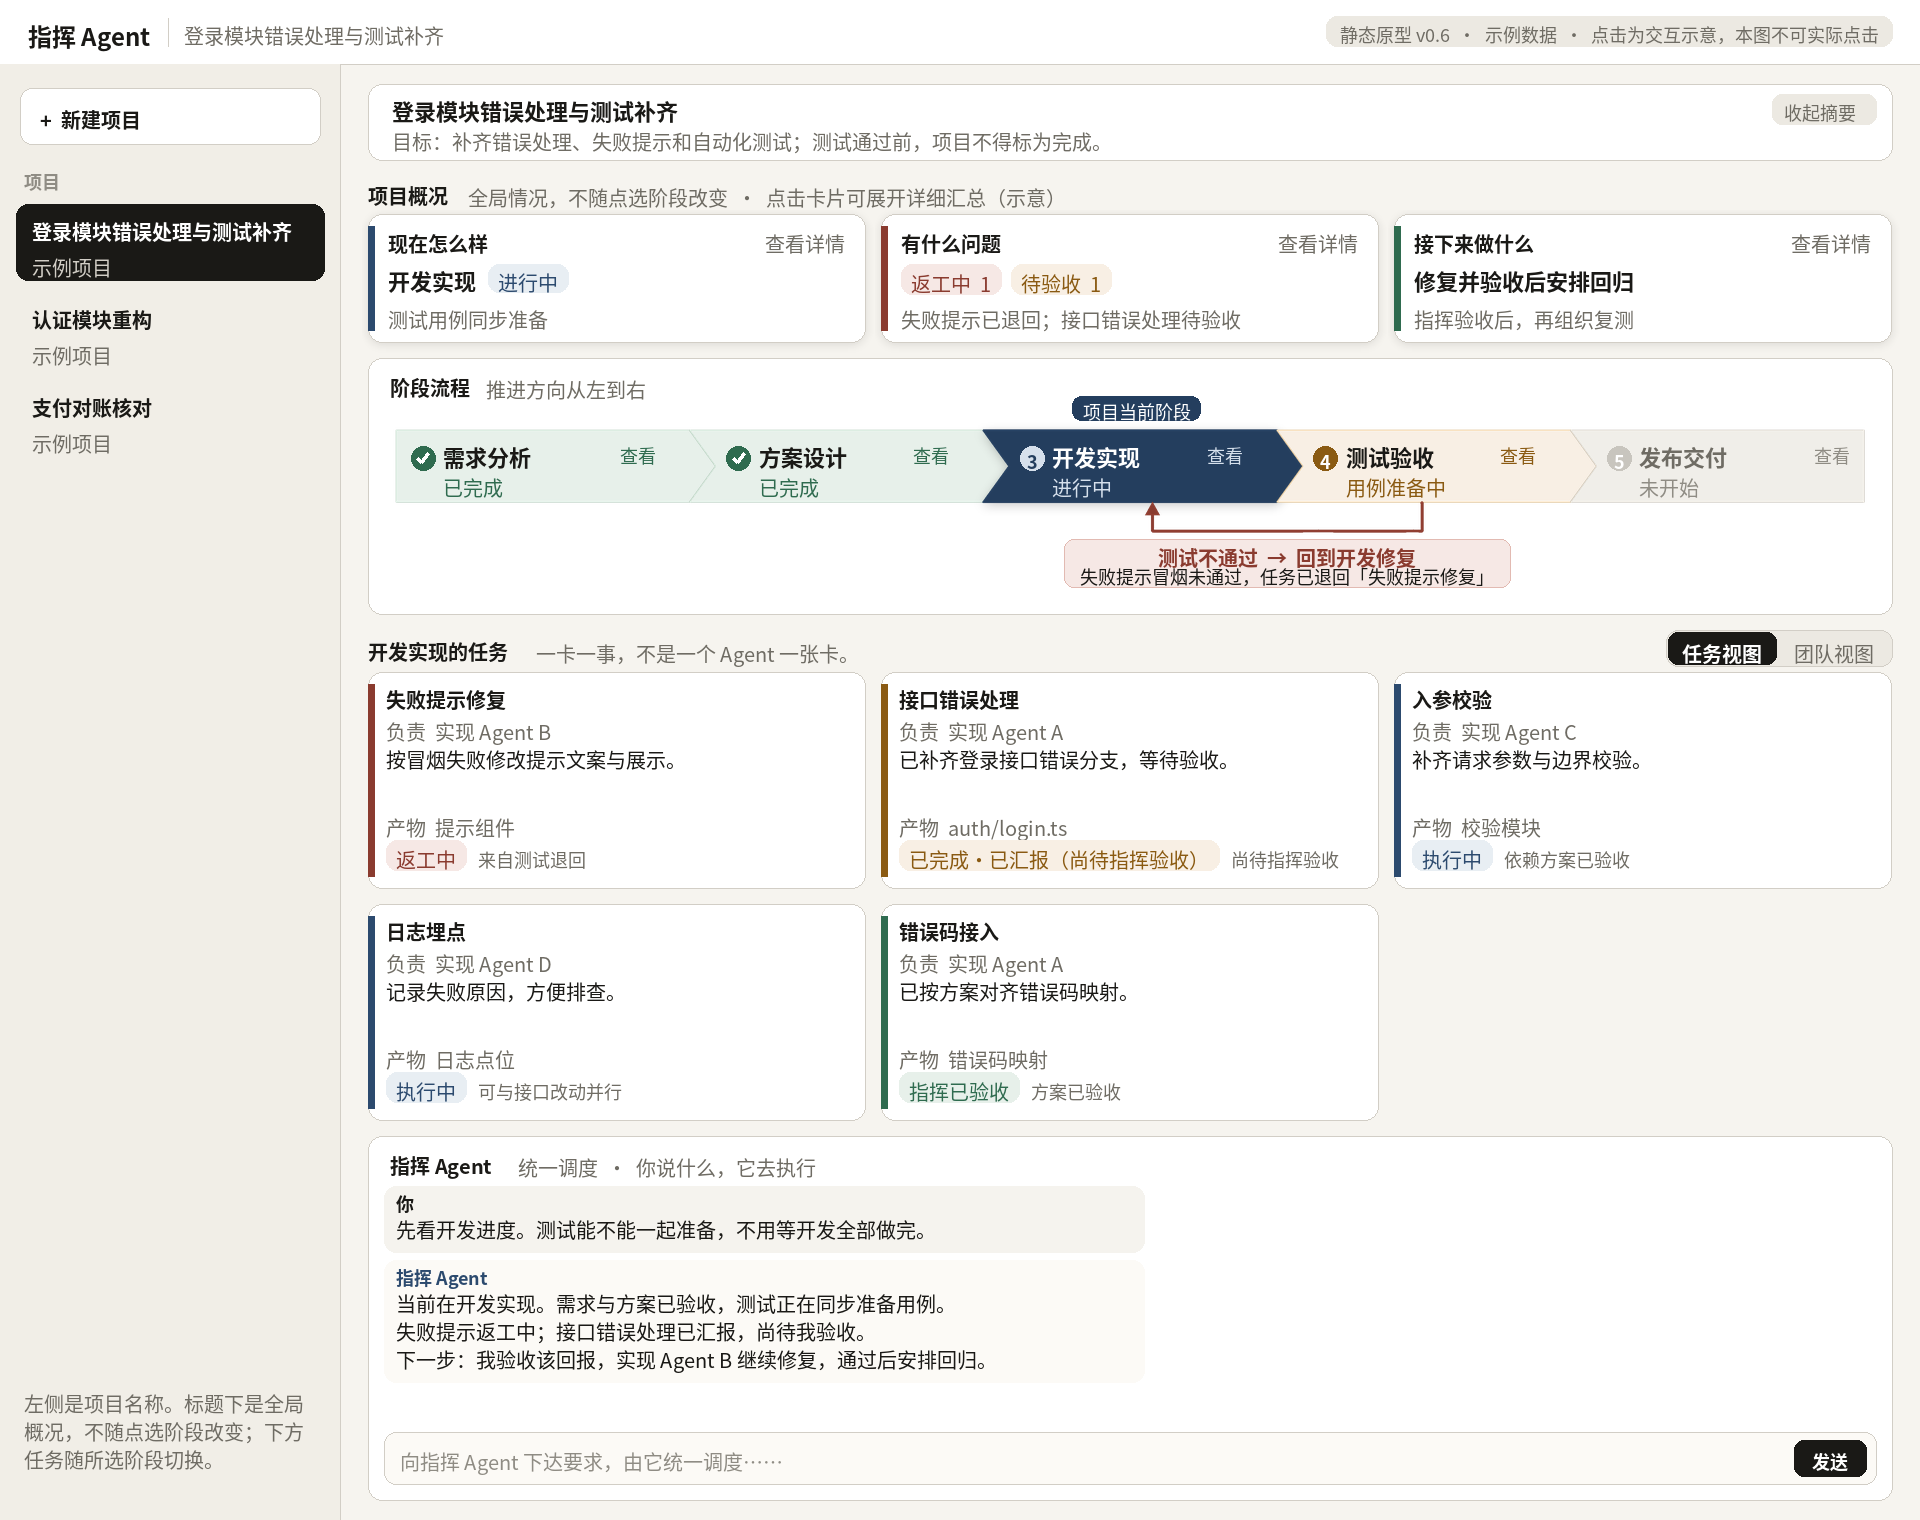 指挥 Agent
登录模块错误处理与测试补齐
静态原型 v0.6 · 示例数据 · 点击为交互示意，本图不可实际点击
+ 新建项目
项目
登录模块错误处理与测试补齐
示例项目
认证模块重构
示例项目
支付对账核对
示例项目
左侧是项目名称。标题下是全局
概况，不随点选阶段改变；下方
任务随所选阶段切换。
登录模块错误处理与测试补齐
收起摘要
目标：补齐错误处理、失败提示和自动化测试；测试通过前，项目不得标为完成。
项目概况 全局情况，不随点选阶段改变 · 点击卡片可展开详细汇总（示意）
现在怎么样 查看详情
开发实现 进行中
测试用例同步准备
有什么问题 查看详情
返工中 1 待验收 1
失败提示已退回；接口错误处理待验收
接下来做什么 查看详情
修复并验收后安排回归
指挥验收后，再组织复测
阶段流程 推进方向从左到右
项目当前阶段
需求分析 查看
已完成
方案设计 查看
已完成
3 开发实现 查看
进行中
4 测试验收 查看
用例准备中
5 发布交付 查看
未开始
测试不通过 → 回到开发修复
失败提示冒烟未通过，任务已退回「失败提示修复」
开发实现的任务 一卡一事，不是一个 Agent 一张卡。
任务视图 团队视图
失败提示修复
负责 实现 Agent B
按冒烟失败修改提示文案与展示。
产物 提示组件
返工中 来自测试退回
接口错误处理
负责 实现 Agent A
已补齐登录接口错误分支，等待验收。
产物 auth/login.ts
已完成·已汇报（尚待指挥验收） 尚待指挥验收
入参校验
负责 实现 Agent C
补齐请求参数与边界校验。
产物 校验模块
执行中 依赖方案已验收
日志埋点
负责 实现 Agent D
记录失败原因，方便排查。
产物 日志点位
执行中 可与接口改动并行
错误码接入
负责 实现 Agent A
已按方案对齐错误码映射。
产物 错误码映射
指挥已验收 方案已验收
指挥 Agent 统一调度 · 你说什么，它去执行
你
先看开发进度。测试能不能一起准备，不用等开发全部做完。
指挥 Agent
当前在开发实现。需求与方案已验收，测试正在同步准备用例。
失败提示返工中；接口错误处理已汇报，尚待我验收。
下一步：我验收该回报，实现 Agent B 继续修复，通过后安排回归。
向指挥 Agent 下达要求，由它统一调度……
发送